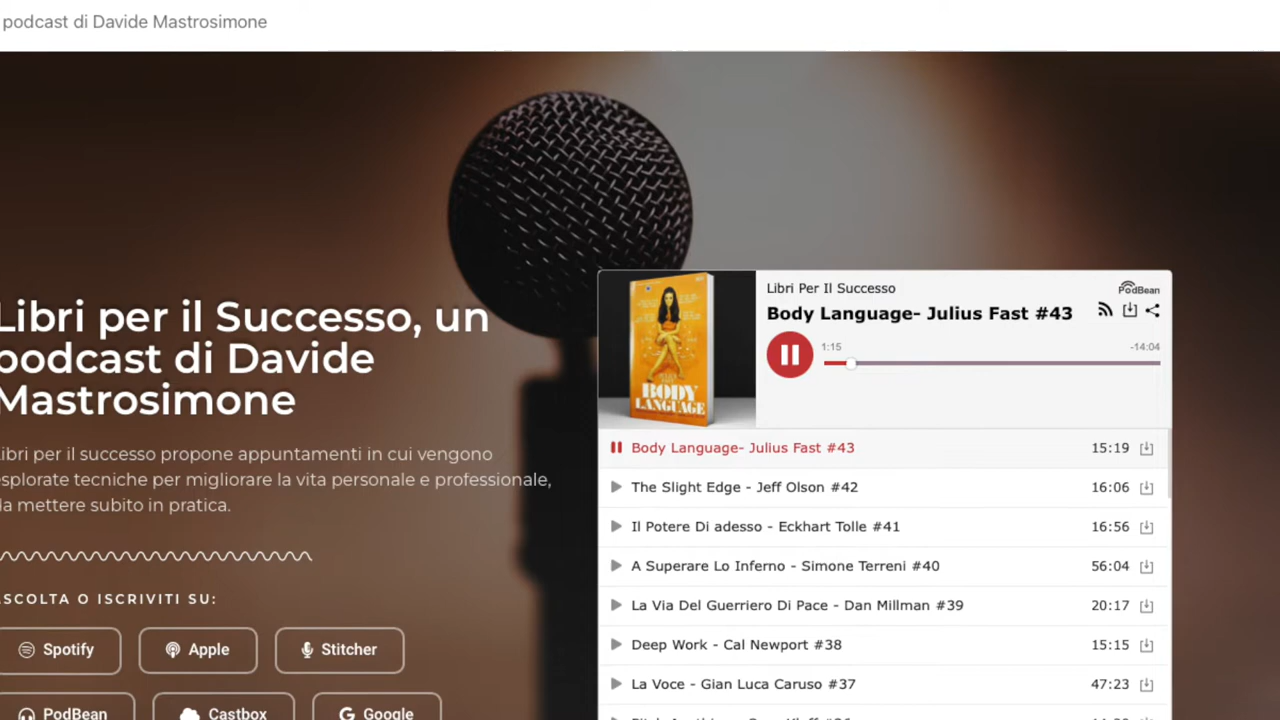 podcast di Davide Mastrosimone
Libri per il Successo, un
podcast di Davide
Mastrosimone
Libri per il successo propone appuntamenti in cui vengono
esplorate tecniche per migliorare la vita personale e professionale,
da mettere subito in pratica.
ASCOLTA O ISCRIVITI SU:
Spotify
Apple
Stitcher
PodBean
Castbox
Google
BODY
LANGUAGE
Libri Per Il Successo
PodBean
Body Language- Julius Fast #43
1:15
-14:04
Body Language- Julius Fast #43 15:19
The Slight Edge - Jeff Olson #42 16:06
Il Potere Di adesso - Eckhart Tolle #41 16:56
A Superare Lo Inferno - Simone Terreni #40 56:04
La Via Del Guerriero Di Pace - Dan Millman #39 20:17
Deep Work - Cal Newport #38 15:15
La Voce - Gian Luca Caruso #37 47:23